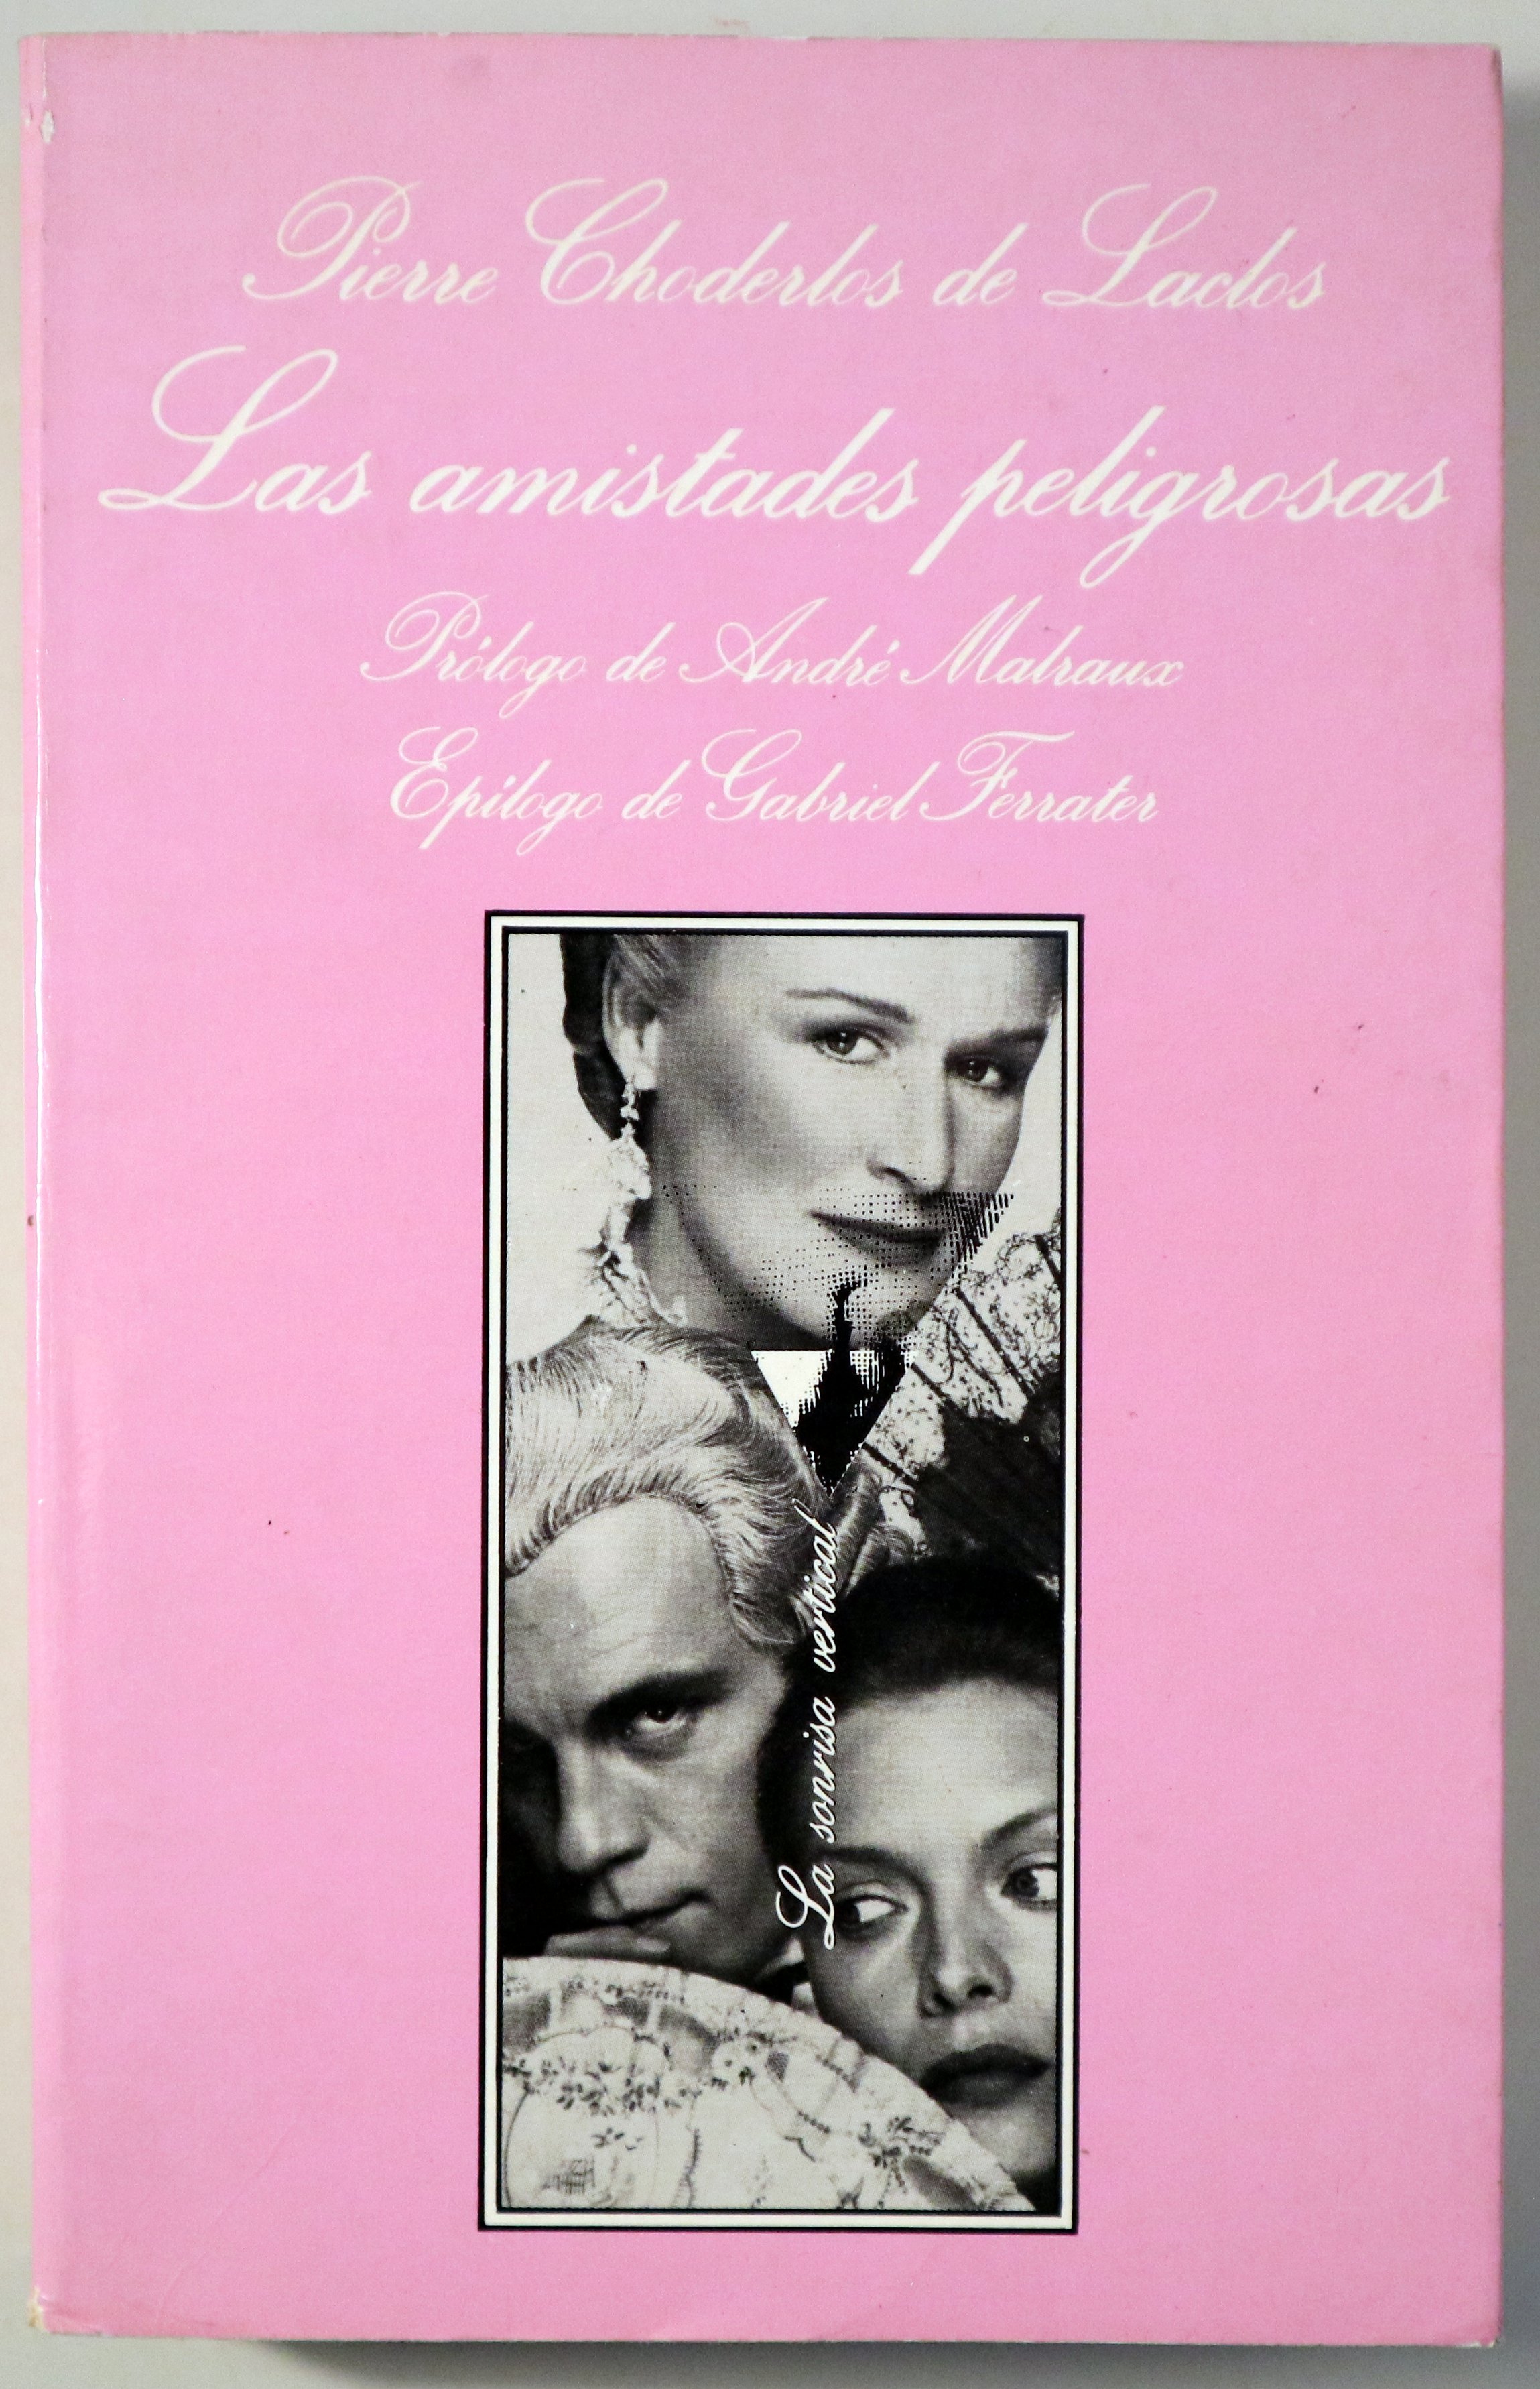 Pierre Choderlos de Laclos
Las amistades peligrosas
Prólogo de André Malraux
Epílogo de Gabriel Ferrater
La sonrisa vertical